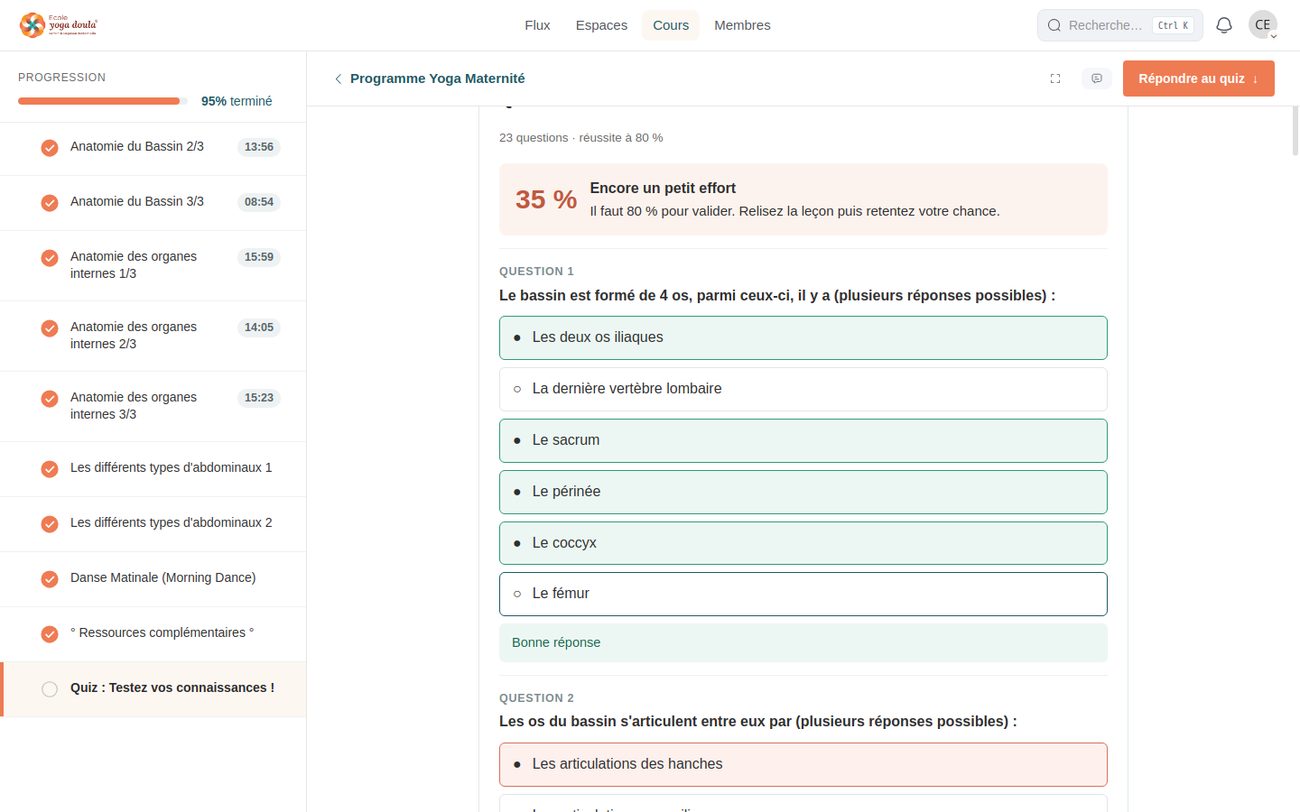 Ecole
yoga doula
Flux
Espaces
Cours
Membres
Recherche…
Ctrl K
CE
PROGRESSION
95% terminé
Anatomie du Bassin 2/3
13:56
Anatomie du Bassin 3/3
08:54
Anatomie des organes
internes 1/3
15:59
Anatomie des organes
internes 2/3
14:05
Anatomie des organes
internes 3/3
15:23
Les différents types d'abdominaux 1
Les différents types d'abdominaux 2
Danse Matinale (Morning Dance)
° Ressources complémentaires °
Quiz : Testez vos connaissances !
Programme Yoga Maternité
Répondre au quiz ↓
23 questions · réussite à 80 %
35 %
Encore un petit effort
Il faut 80 % pour valider. Relisez la leçon puis retentez votre chance.
QUESTION 1
Le bassin est formé de 4 os, parmi ceux-ci, il y a (plusieurs réponses possibles) :
Les deux os iliaques
La dernière vertèbre lombaire
Le sacrum
Le périnée
Le coccyx
Le fémur
Bonne réponse
QUESTION 2
Les os du bassin s'articulent entre eux par (plusieurs réponses possibles) :
Les articulations des hanches